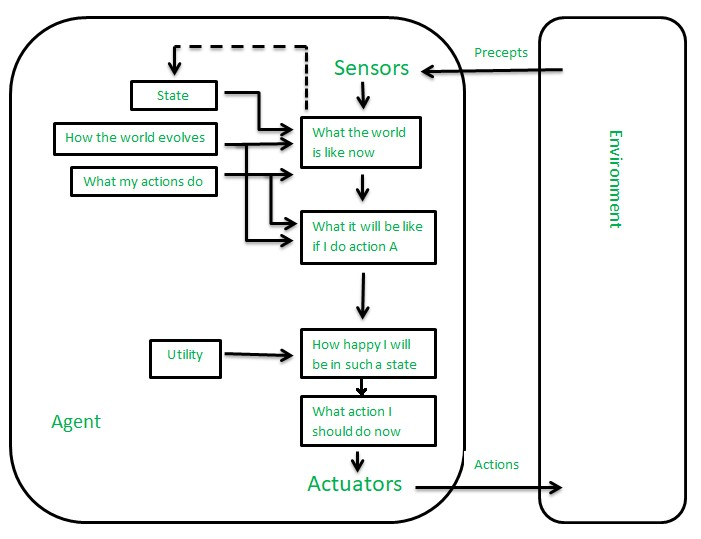 Sensors
Precepts
State
How the world evolves
What my actions do
What the world
is like now
Environment
What it will be like
if I do action A
Utility
How happy I will
be in such a state
What action I
should do now
Agent
Actuators
Actions